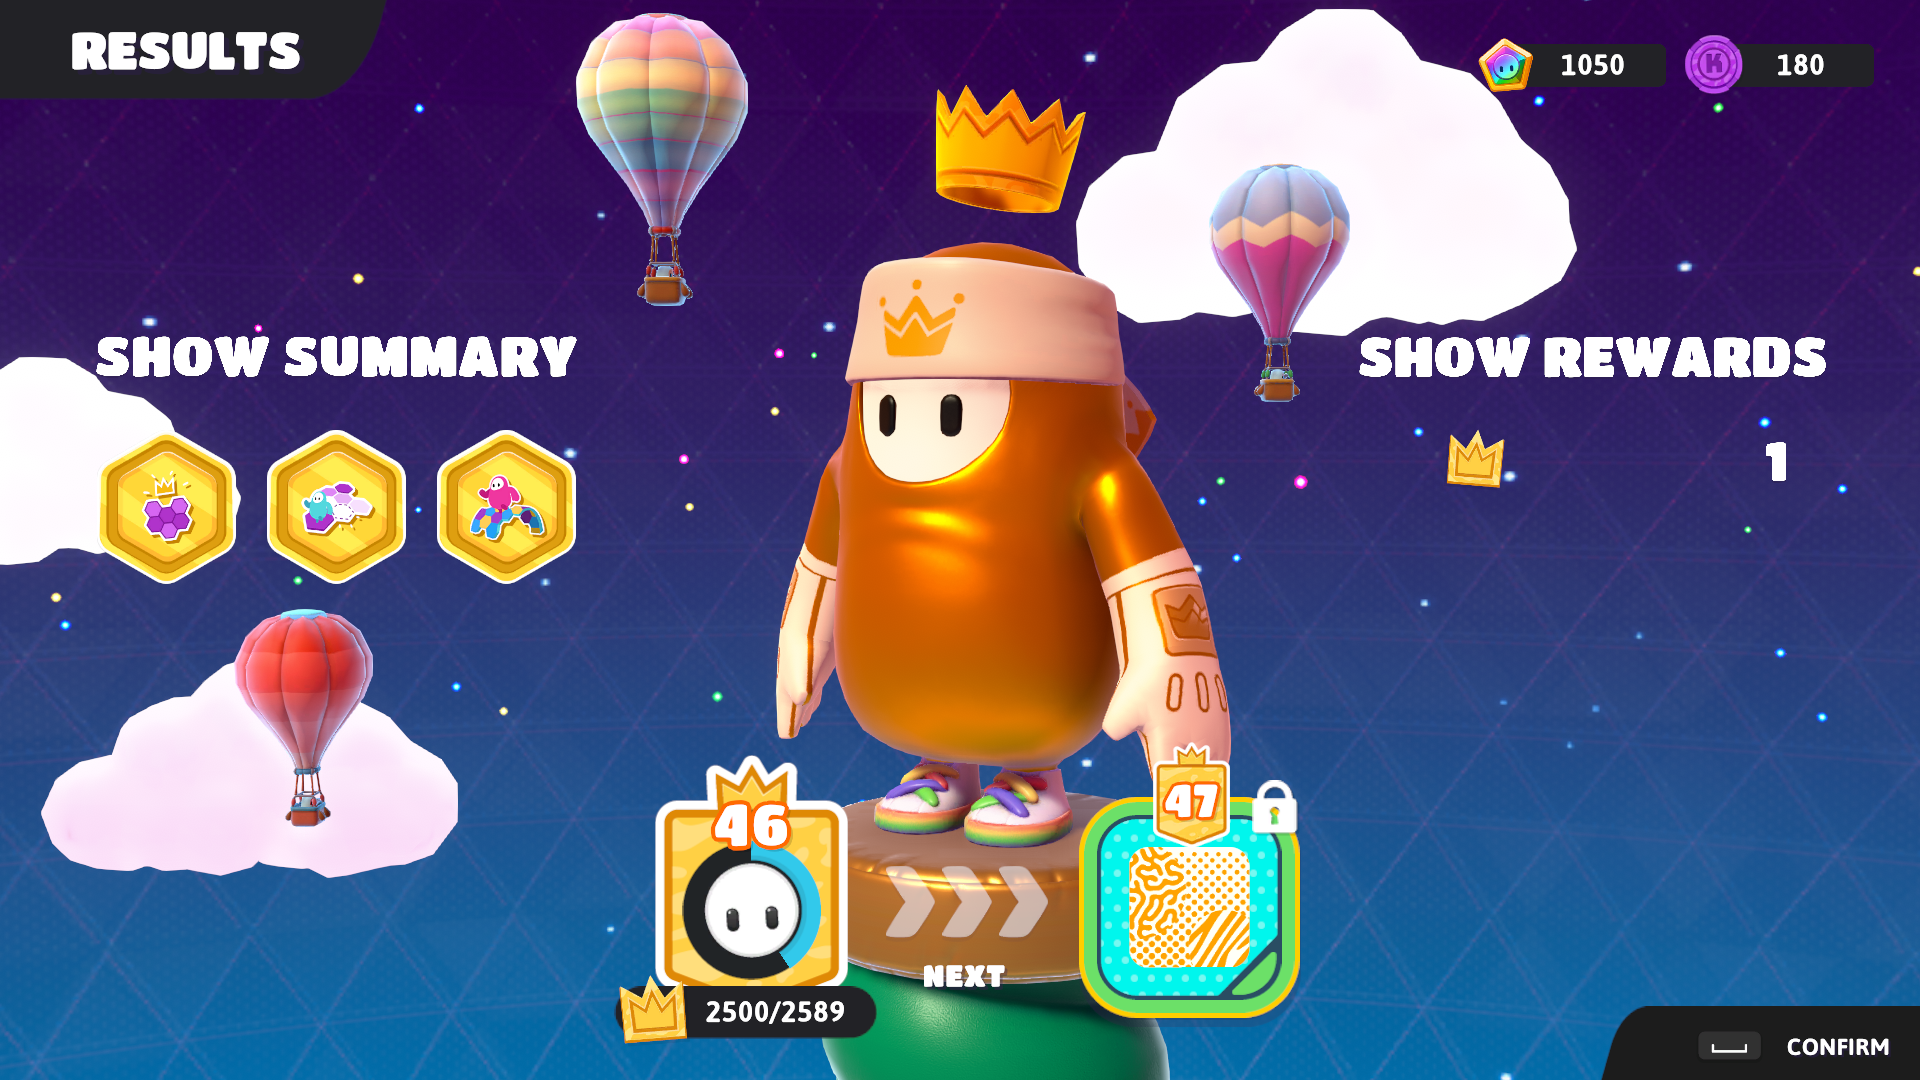 RESULTS
1050
K 180
SHOW SUMMARY
SHOW REWARDS
1
46
47
NEXT
2500/2589
CONFIRM